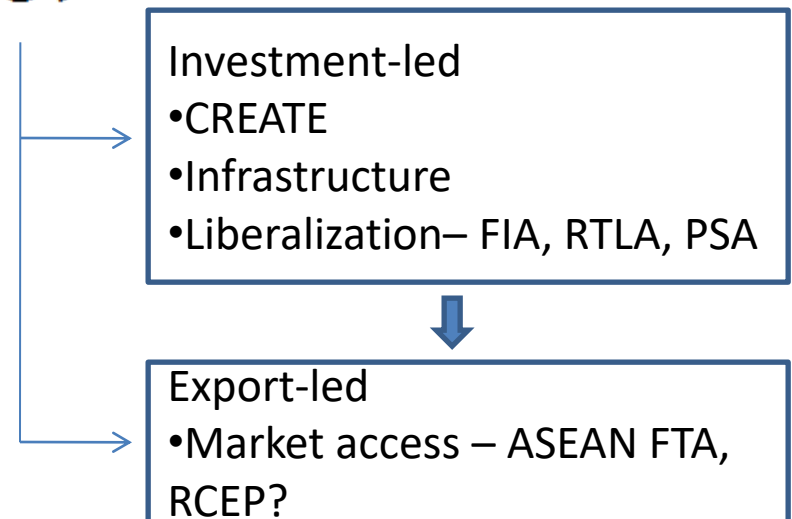 Investment-led
•CREATE
•Infrastructure
•Liberalization– FIA, RTLA, PSA
Export-led
•Market access – ASEAN FTA,
RCEP?